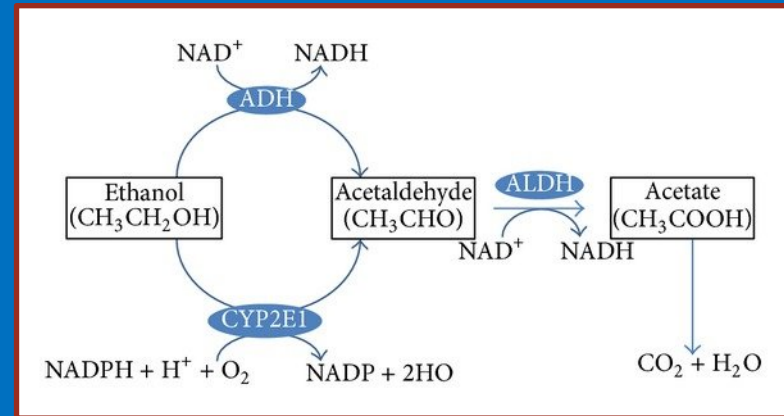 NAD⁺ NADH
ADH
Ethanol
(CH₃CH₂OH)
Acetaldehyde
(CH₃CHO)
ALDH
NAD⁺ NADH
Acetate
(CH₃COOH)
CYP2E1
NADPH + H⁺ + O₂
NADP + 2HO
CO₂ + H₂O